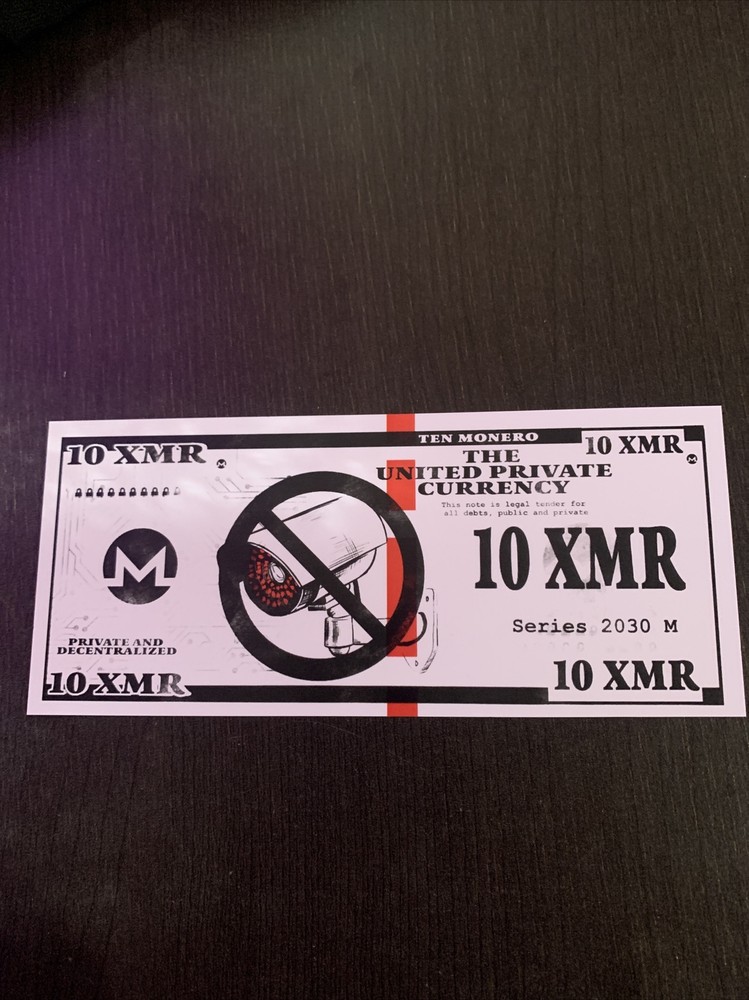 TEN MONERO
10 XMR
10 XMR
THE
UNITED PRIVATE
CURRENCY
This note is legal tender for
all debts, public and private
10 XMR
Series 2030 M
PRIVATE AND
DECENTRALIZED
10 XMR
10 XMR